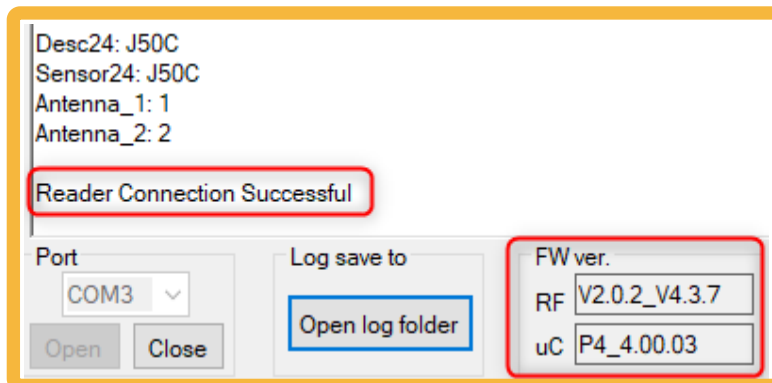 Desc24: J50C
Sensor24: J50C
Antenna_1: 1
Antenna_2: 2
Reader Connection Successful
Port
COM3
Open
Close
Log save to
Open log folder
FW ver.
RF V2.0.2_V4.3.7
uC P4_4.00.03